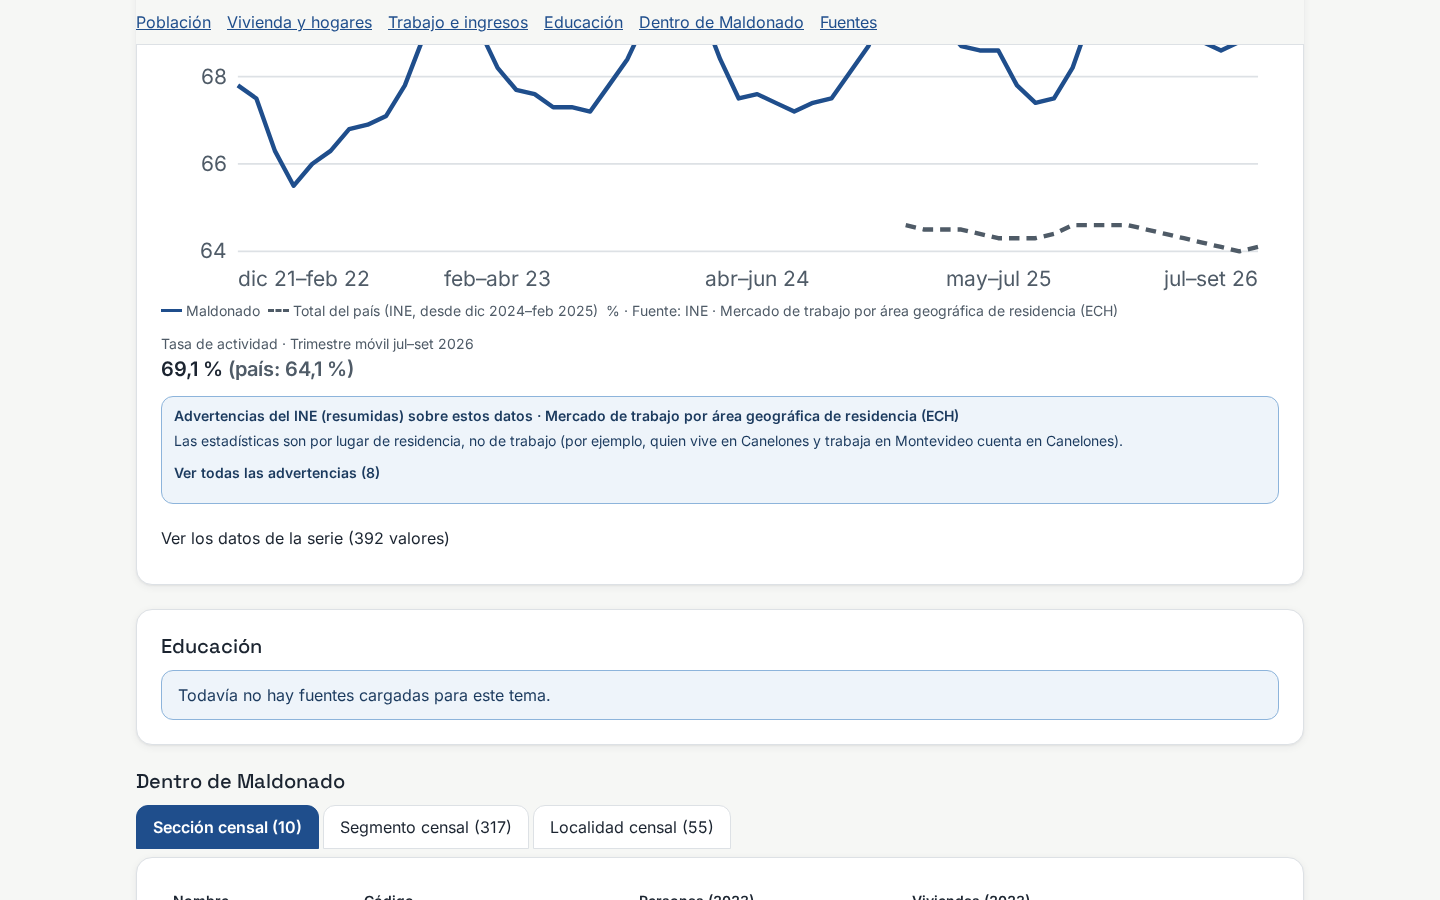 Población Vivienda y hogares Trabajo e ingresos Educación Dentro de Maldonado Fuentes
68
66
64
dic 21–feb 22 feb–abr 23 abr–jun 24 may–jul 25 jul–set 26
Maldonado Total del país (INE, desde dic 2024–feb 2025) % · Fuente: INE · Mercado de trabajo por área geográfica de residencia (ECH)
Tasa de actividad · Trimestre móvil jul–set 2026
69,1 % (país: 64,1 %)
Advertencias del INE (resumidas) sobre estos datos · Mercado de trabajo por área geográfica de residencia (ECH)
Las estadísticas son por lugar de residencia, no de trabajo (por ejemplo, quien vive en Canelones y trabaja en Montevideo cuenta en Canelones).
Ver todas las advertencias (8)
Ver los datos de la serie (392 valores)
Educación
Todavía no hay fuentes cargadas para este tema.
Dentro de Maldonado
Sección censal (10) Segmento censal (317) Localidad censal (55)
Nombre Código Personas (2023) Viviendas (2023)